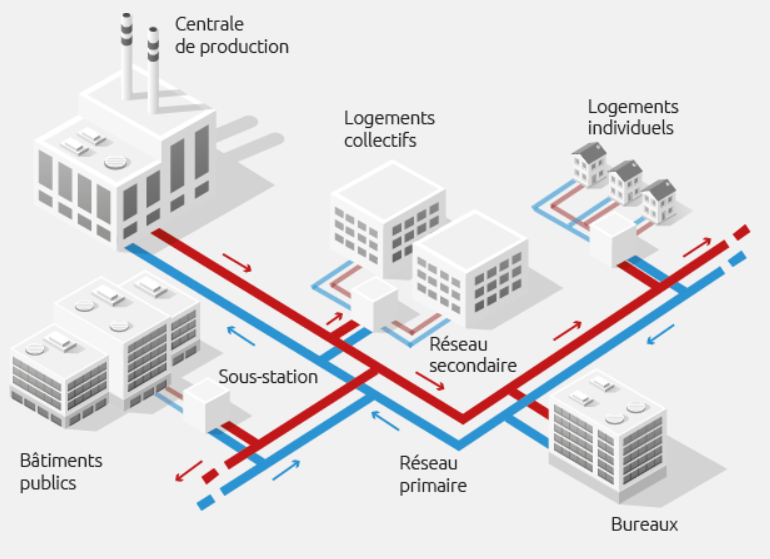 Centrale
de production
Logements
collectifs
Logements
individuels
Réseau
secondaire
Sous-station
Bâtiments
publics
Réseau
primaire
Bureaux